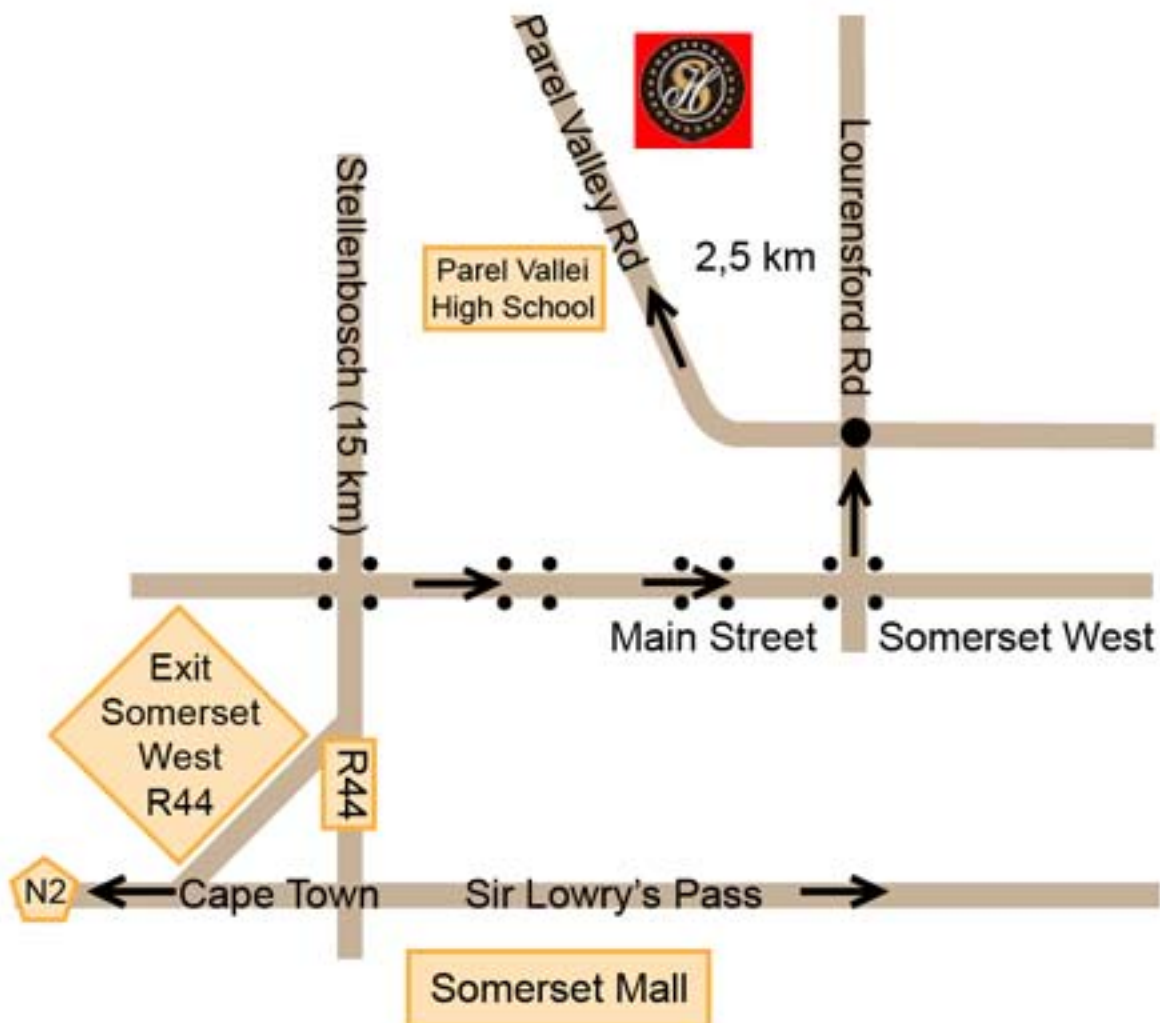 Parel Valley Rd
SH
Lourensford Rd
Stellenbosch (15 km)
2,5 km
Parel Vallei
High School
Main Street
Somerset West
Exit
Somerset
West
R44
R44
N2
Cape Town
Sir Lowry's Pass
Somerset Mall